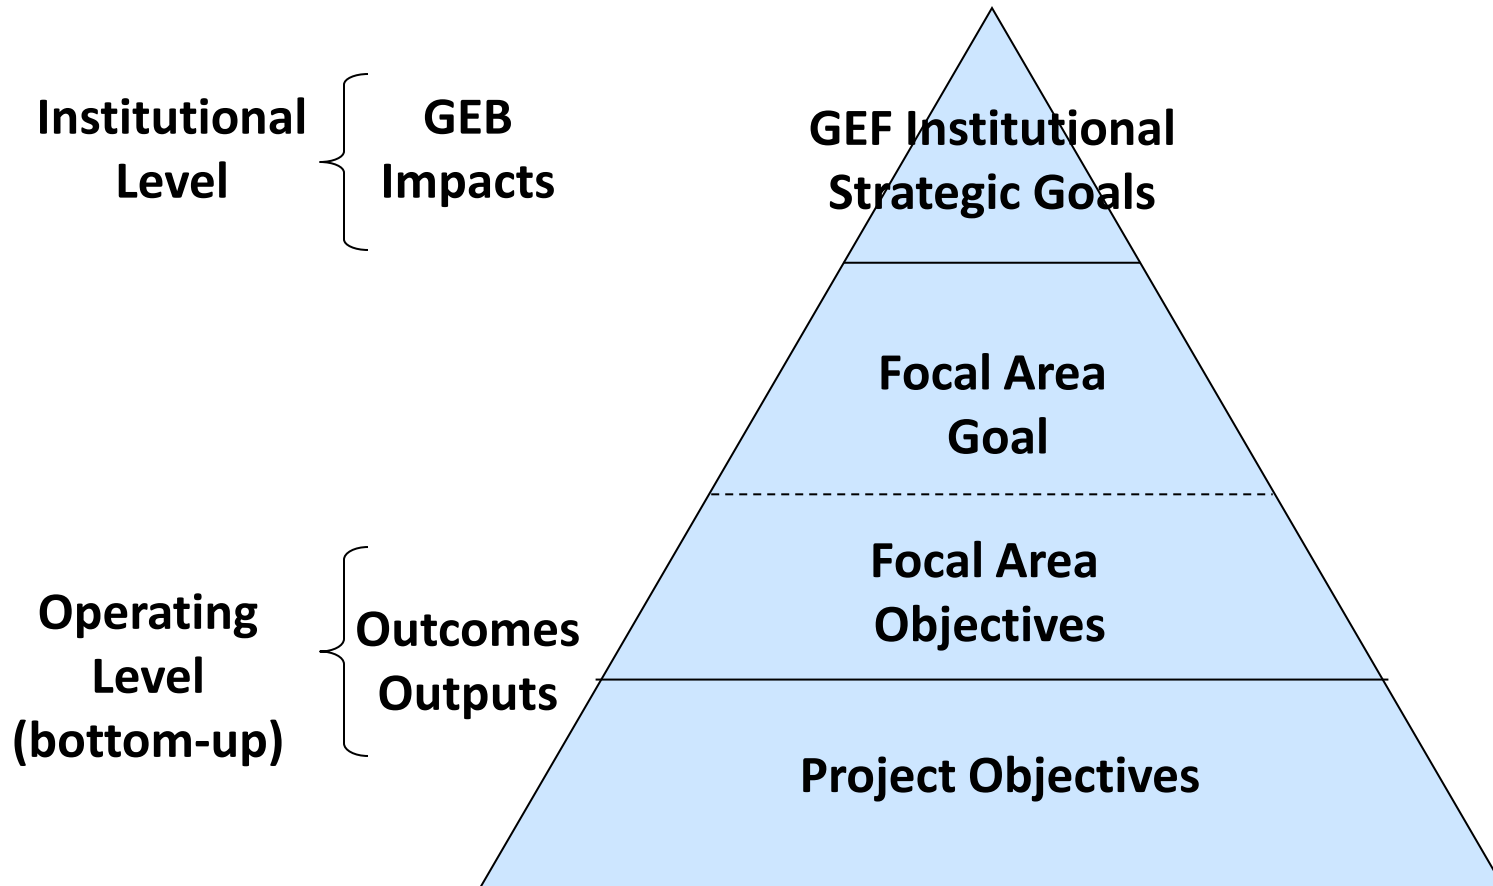 Institutional
Level
GEB
Impacts
GEF Institutional
Strategic Goals
Focal Area
Goal
Focal Area
Objectives
Operating
Level
(bottom-up)
Outcomes
Outputs
Project Objectives